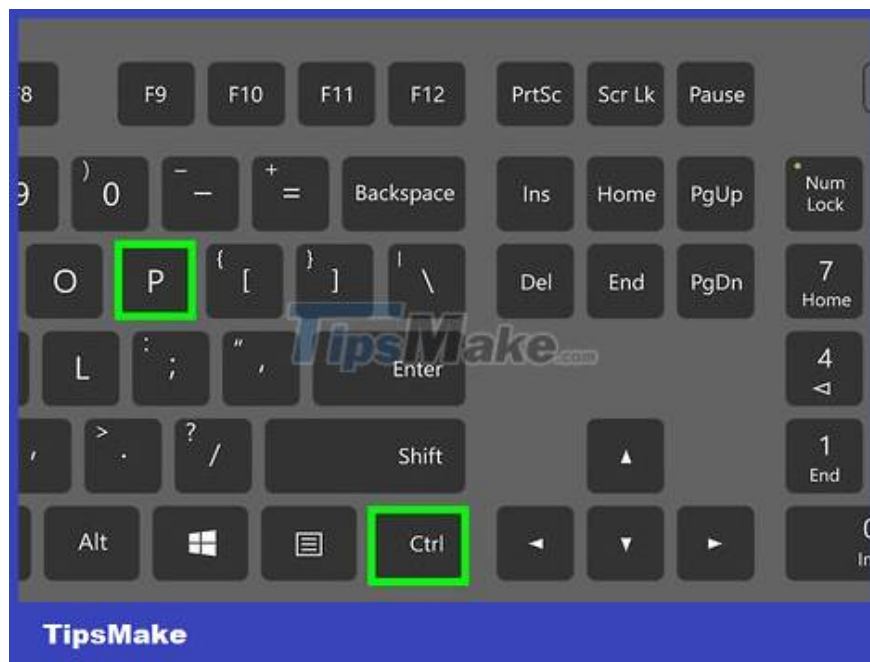 F8 F9 F10 F11 F12 PrtSc Scr Lk Pause
9 ) 0 – – + = Backspace Ins Home PgUp Num Lock
O P { [ } ] | \ Del End PgDn 7 Home
L : ; " ' Enter 4
TipsMake.com
, > . ? / Shift 1 End
Alt Ctrl 0
TipsMake